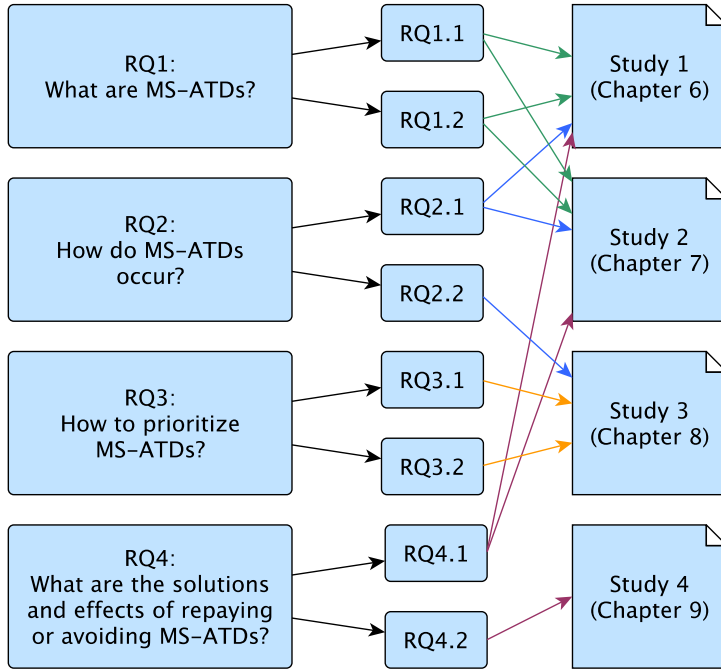 RQ1:
What are MS-ATDs?
RQ1.1
RQ1.2
Study 1
(Chapter 6)
RQ2:
How do MS-ATDs
occur?
RQ2.1
RQ2.2
Study 2
(Chapter 7)
RQ3:
How to prioritize
MS-ATDs?
RQ3.1
RQ3.2
Study 3
(Chapter 8)
RQ4:
What are the solutions
and effects of repaying
or avoiding MS-ATDs?
RQ4.1
RQ4.2
Study 4
(Chapter 9)